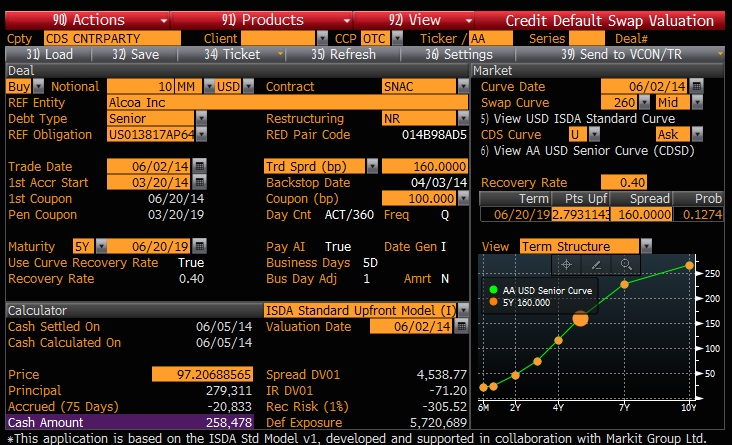 90) Actions 91) Products 92) View Credit Default Swap Valuation
Cpty CDS CNTRPARTY Client CCP OTC Ticker / AA Series Deal#
31) Load 32) Save 34) Ticket 35) Refresh 36) Settings 39) Send to VCON/TR
Deal
Buy Notional 10 MM USD Contract SNAC
REF Entity Alcoa Inc
Debt Type Senior Restructuring NR
REF Obligation US013817AP64 RED Pair Code 014B98AD5
Trade Date 06/02/14 Trd Sprd (bp) 160.0000
1st Accr Start 03/20/14 Backstop Date 04/03/14
1st Coupon 06/20/14 Coupon (bp) 100.000
Pen Coupon 03/20/19 Day Cnt ACT/360 Freq Q
Maturity 5Y 06/20/19 Pay AI True Date Gen I
Use Curve Recovery Rate True Business Days 5D
Recovery Rate 0.40 Bus Day Adj 1 Amrt N
Market
Curve Date 06/02/14
Swap Curve 260 Mid
5) View USD ISDA Standard Curve
CDS Curve U Ask
6) View AA USD Senior Curve (CDSD)
Recovery Rate 0.40
Term Pts Upf Spread Prob
06/20/19 2.7931143 160.0000 0.1274
View Term Structure
AA USD Senior Curve
5Y 160.000
250
200
150
100
50
6M 2Y 4Y 7Y 10Y
Calculator ISDA Standard Upfront Model (I)
Cash Settled On 06/05/14 Valuation Date 06/02/14
Cash Calculated On 06/05/14
Price 97.20688565 Spread DV01 4,538.77
Principal 279,311 IR DV01 -71.20
Accrued (75 Days) -20,833 Rec Risk (1%) -305.52
Cash Amount 258,478 Def Exposure 5,720,689
*This application is based on the ISDA Std Model v1, developed and supported in collaboration with Markit Group Ltd.